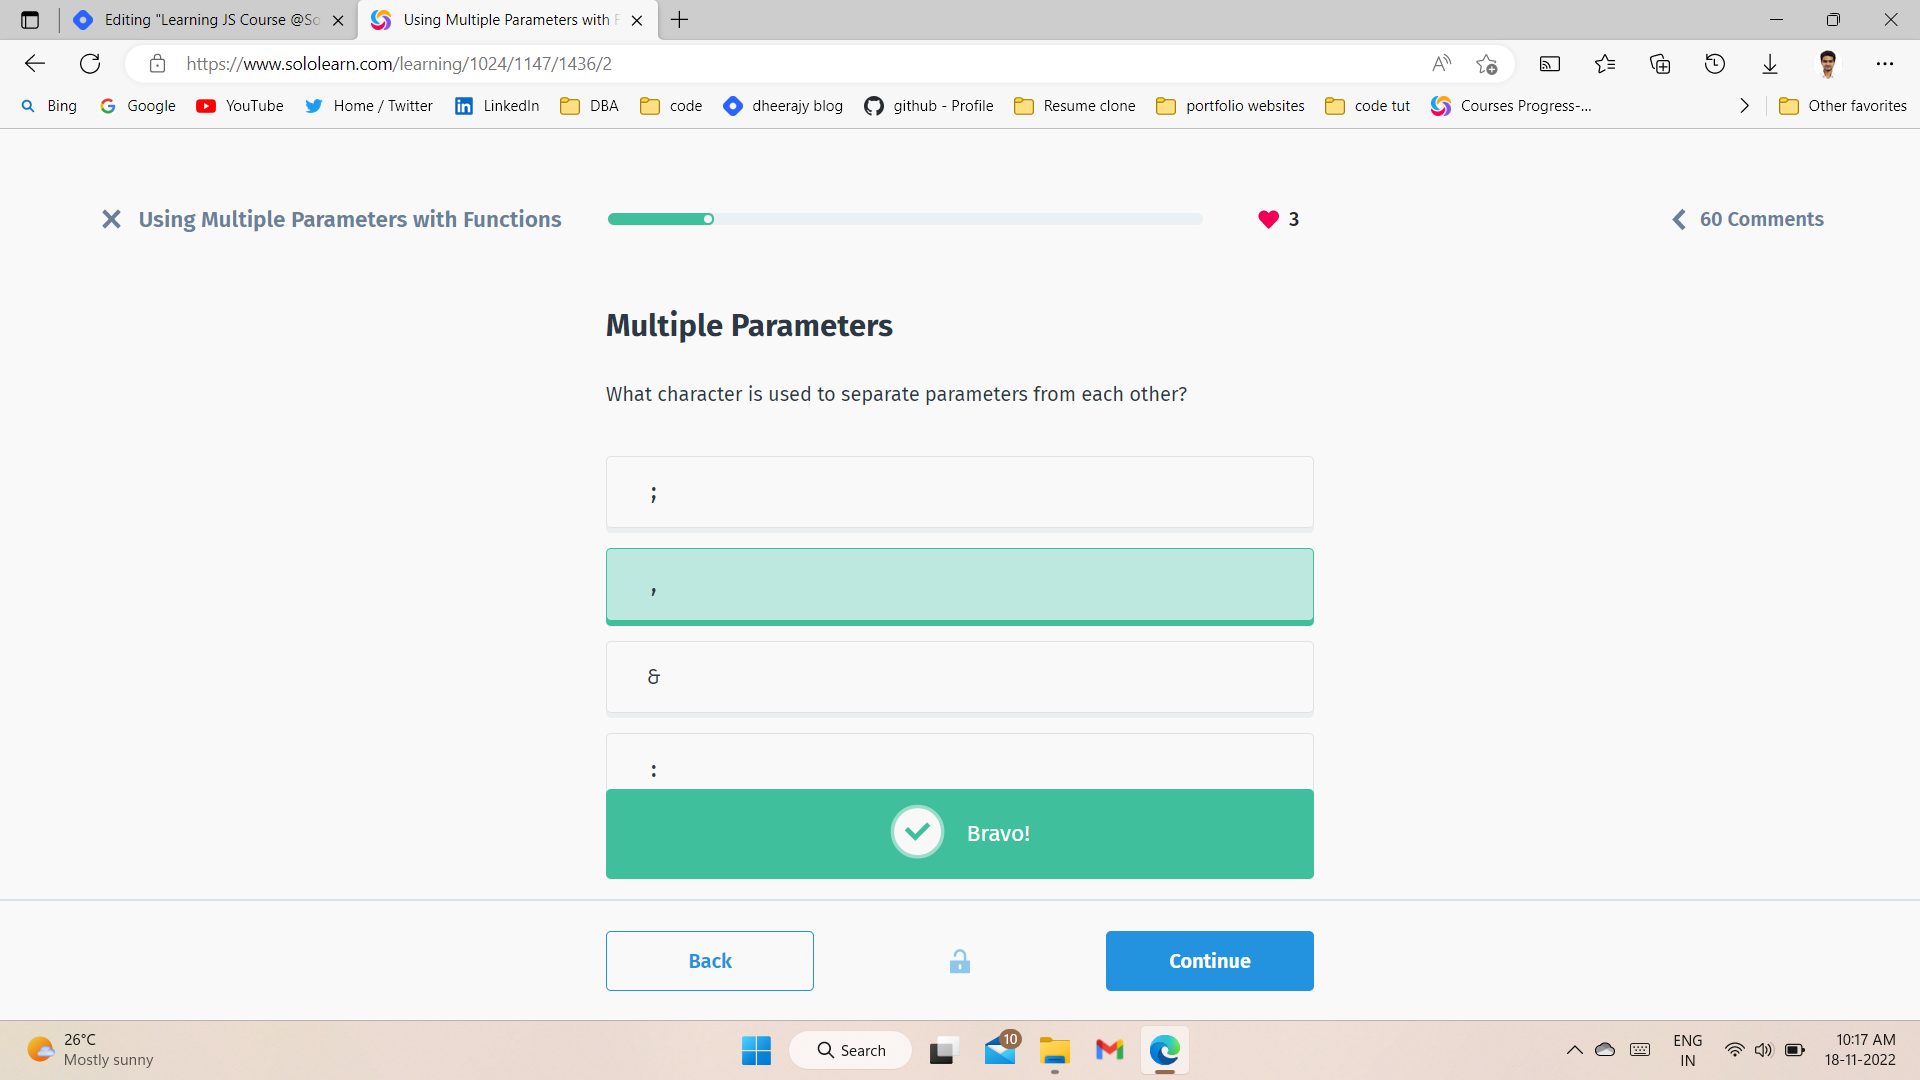 Editing "Learning JS Course @So
Using Multiple Parameters with F
https://www.sololearn.com/learning/1024/1147/1436/2
Bing Google YouTube Home / Twitter LinkedIn DBA code dheerajy blog github - Profile Resume clone portfolio websites code tut Courses Progress-... Other favorites
Using Multiple Parameters with Functions 3 60 Comments
Multiple Parameters
What character is used to separate parameters from each other?
;
,
&
:
Bravo!
Back Continue
26°C
Mostly sunny
Search
10
ENG
IN
10:17 AM
18-11-2022